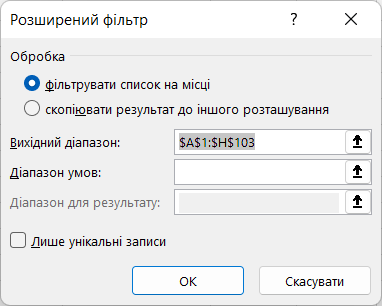 Розширений фільтр
?
Обробка
фільтрувати список на місці
скопіювати результат до іншого розташування
Вихідний діапазон: $A$1:$H$103
Діапазон умов:
Діапазон для результату:
Лише унікальні записи
ОК Скасувати